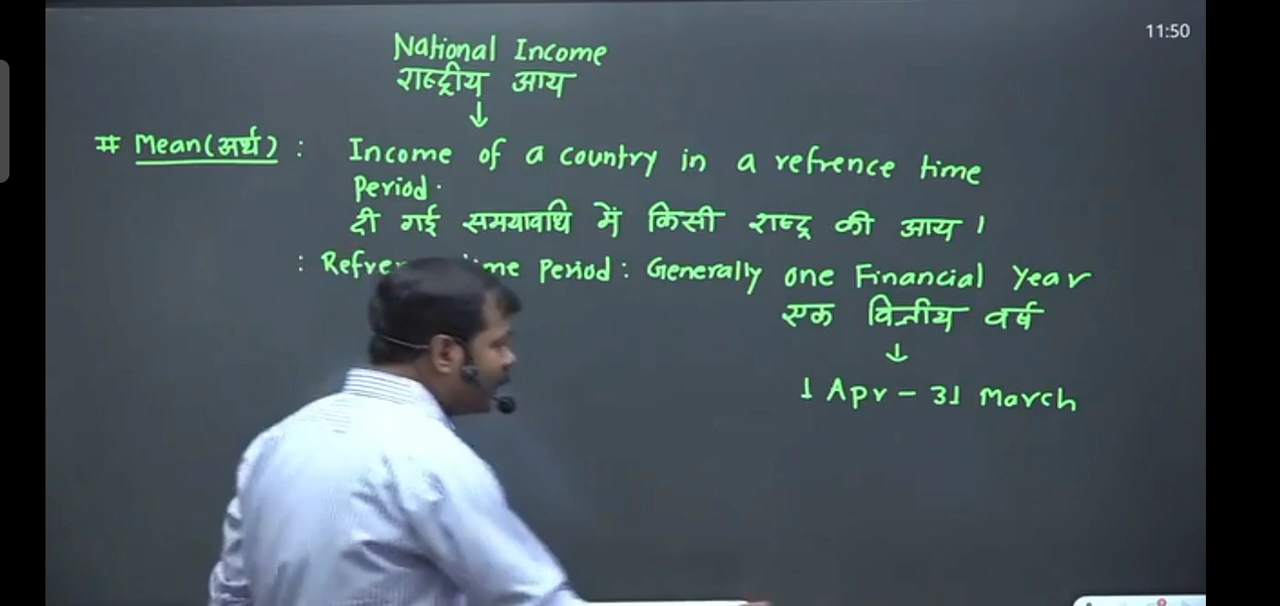 11:50
National Income
राष्ट्रीय आय
↓
# Mean(अर्थ) : Income of a country in a refrence time
Period.
दी गई समयावधि में किसी राष्ट्र की आय ।
: time Period : Generally one Financial Year
एक वित्तीय वर्ष
↓
1 Apr - 31 March